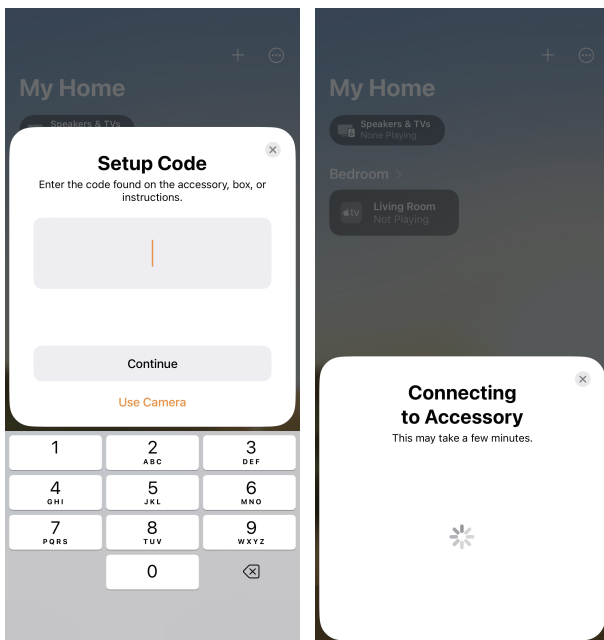 My Home
Speakers & TVs
Setup Code
Enter the code found on the accessory, box, or
instructions.
Continue
Use Camera
1
2
ABC
3
DEF
4
GHI
5
JKL
6
MNO
7
PQRS
8
TUV
9
WXYZ
0
My Home
Speakers & TVs
None Playing
Bedroom >
tv
Living Room
Not Playing
Connecting
to Accessory
This may take a few minutes.